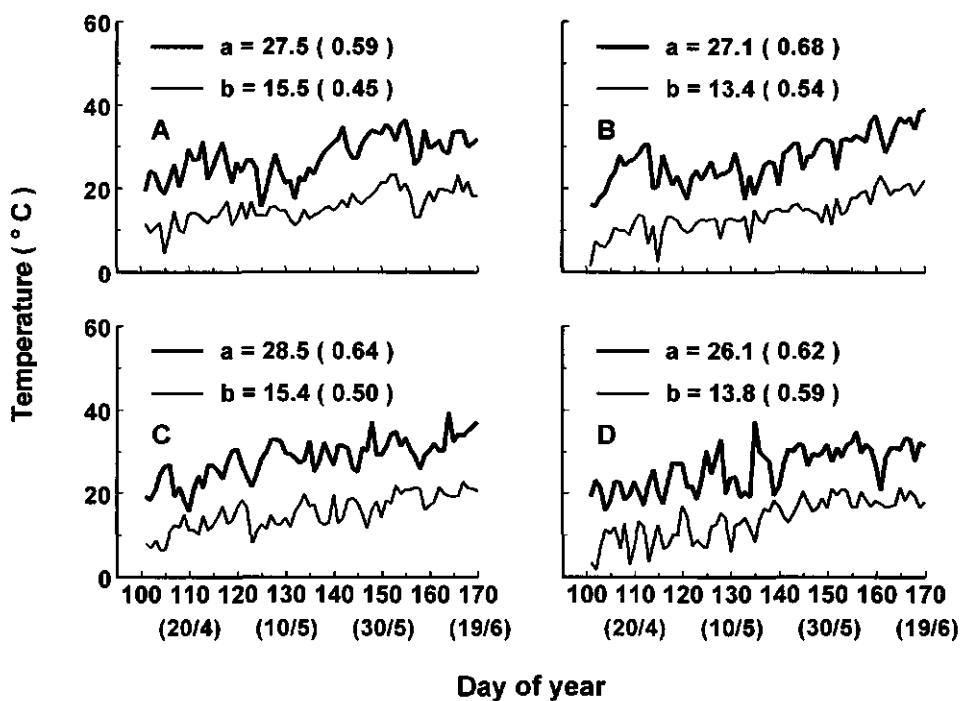 60
40
20
0
a = 27.5 ( 0.59 )
b = 15.5 ( 0.45 )
A
a = 27.1 ( 0.68 )
b = 13.4 ( 0.54 )
B
Temperature ( ° C )
60
40
20
0
a = 28.5 ( 0.64 )
b = 15.4 ( 0.50 )
C
a = 26.1 ( 0.62 )
b = 13.8 ( 0.59 )
D
100 110 120 130 140 150 160 170
(20/4) (10/5) (30/5) (19/6)
100 110 120 130 140 150 160 170
(20/4) (10/5) (30/5) (19/6)
Day of year